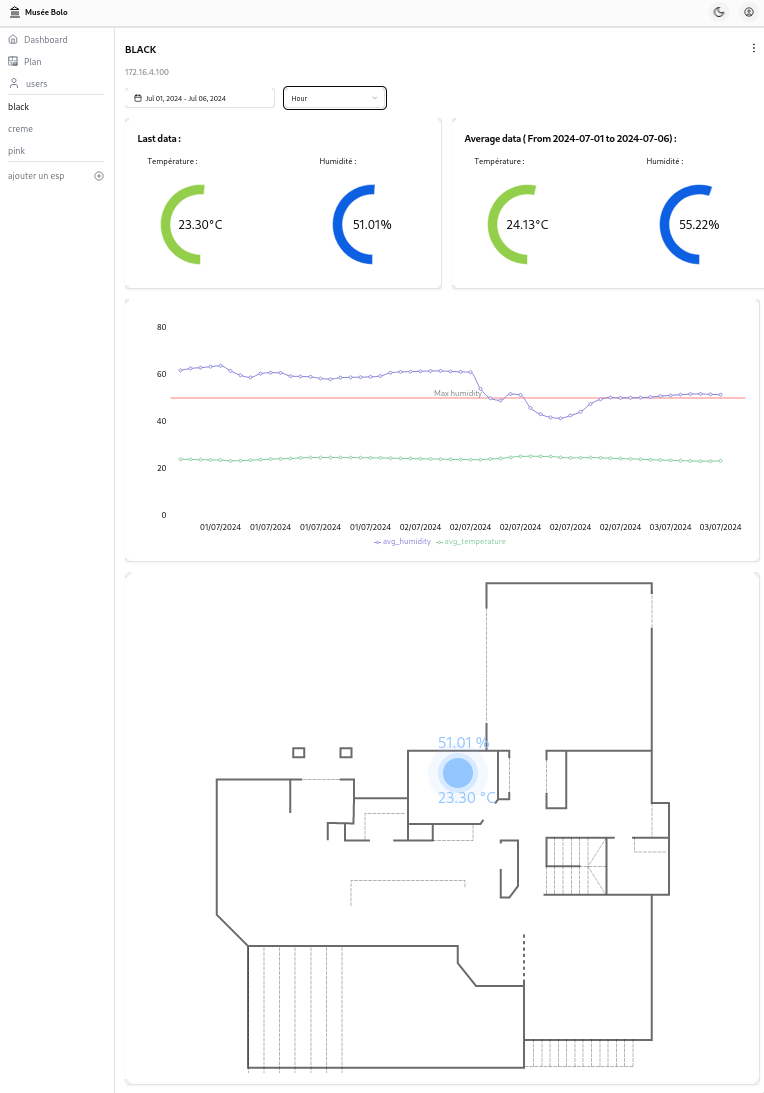 Musée Bolo
Dashboard
Plan
users
black
creme
pink
ajouter un esp
BLACK
172.16.4.100
Jul 01, 2024 - Jul 06, 2024
Hour
Last data :
Température :
Humidité :
23.30°C
51.01%
Average data ( From 2024-07-01 to 2024-07-06) :
Température :
Humidité :
24.13°C
55.22%
80
60
Max humidity
40
20
0
01/07/2024 01/07/2024 01/07/2024 01/07/2024 02/07/2024 02/07/2024 02/07/2024 02/07/2024 02/07/2024 03/07/2024 03/07/2024
avg_humidity avg_temperature
51.01 %
23.30 °C